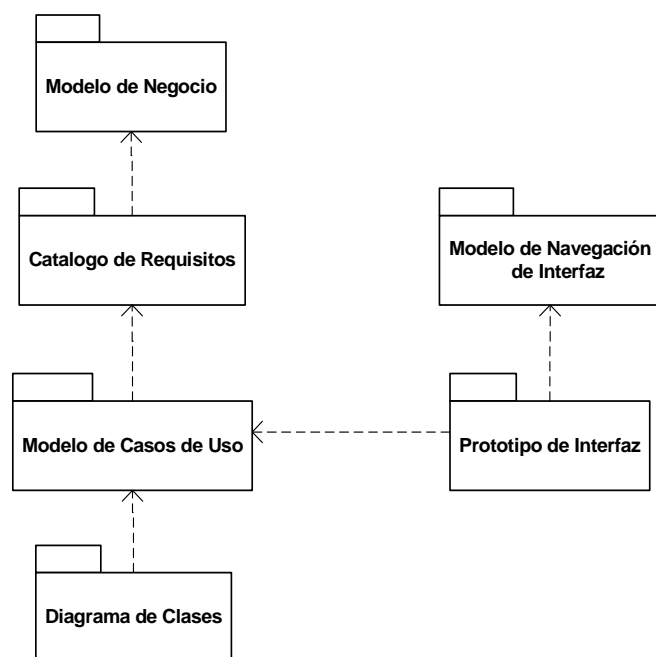 Modelo de Negocio
Catalogo de Requisitos
Modelo de Navegación
de Interfaz
Modelo de Casos de Uso
Prototipo de Interfaz
Diagrama de Clases